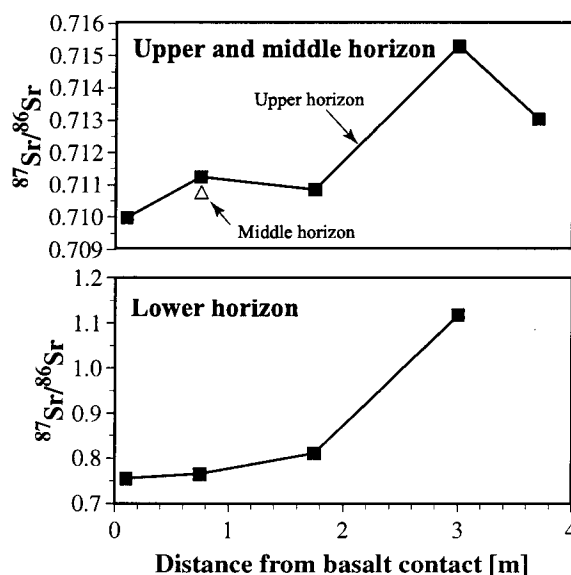 0.716
Upper and middle horizon
0.715
0.714
Upper horizon
0.713
0.712
0.711
0.710
Middle horizon
0.709
87Sr/86Sr
1.2
Lower horizon
1.1
1.0
0.9
0.8
0.7
87Sr/86Sr
0 1 2 3 4
Distance from basalt contact [m]